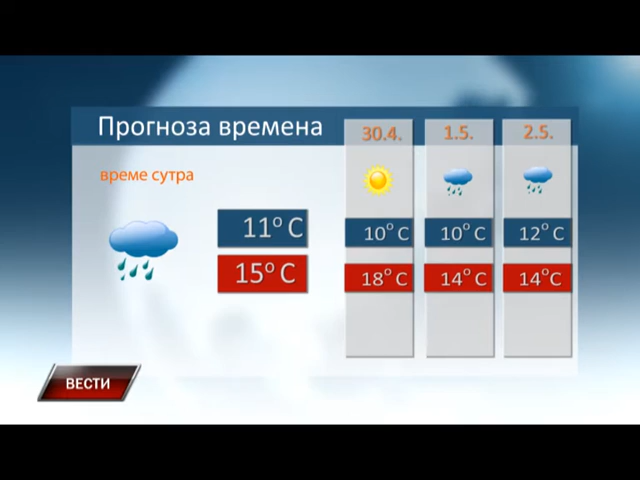 Прогноза времена
време сутра
11° C
15° C
30.4.
10° C
18° C
1.5.
10° C
14° C
2.5.
12° C
14°C
ВЕСТИ